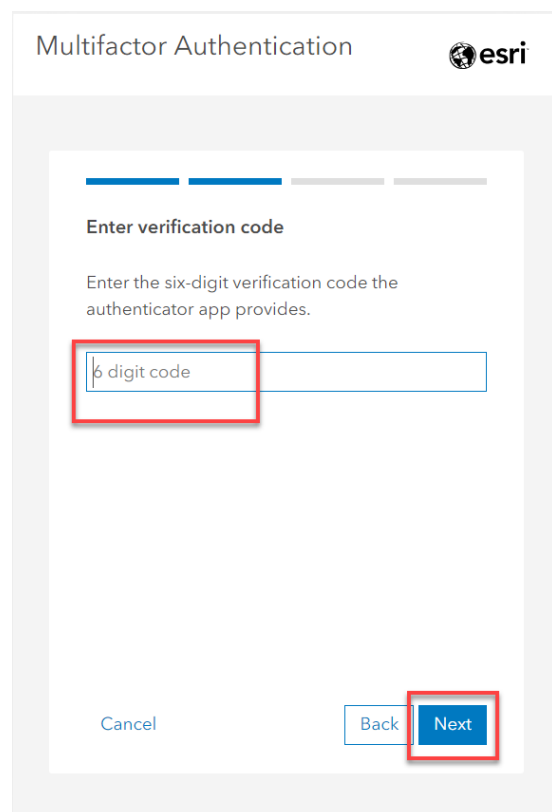 Multifactor Authentication
esri
Enter verification code
Enter the six-digit verification code the
authenticator app provides.
6 digit code
Cancel
Back
Next